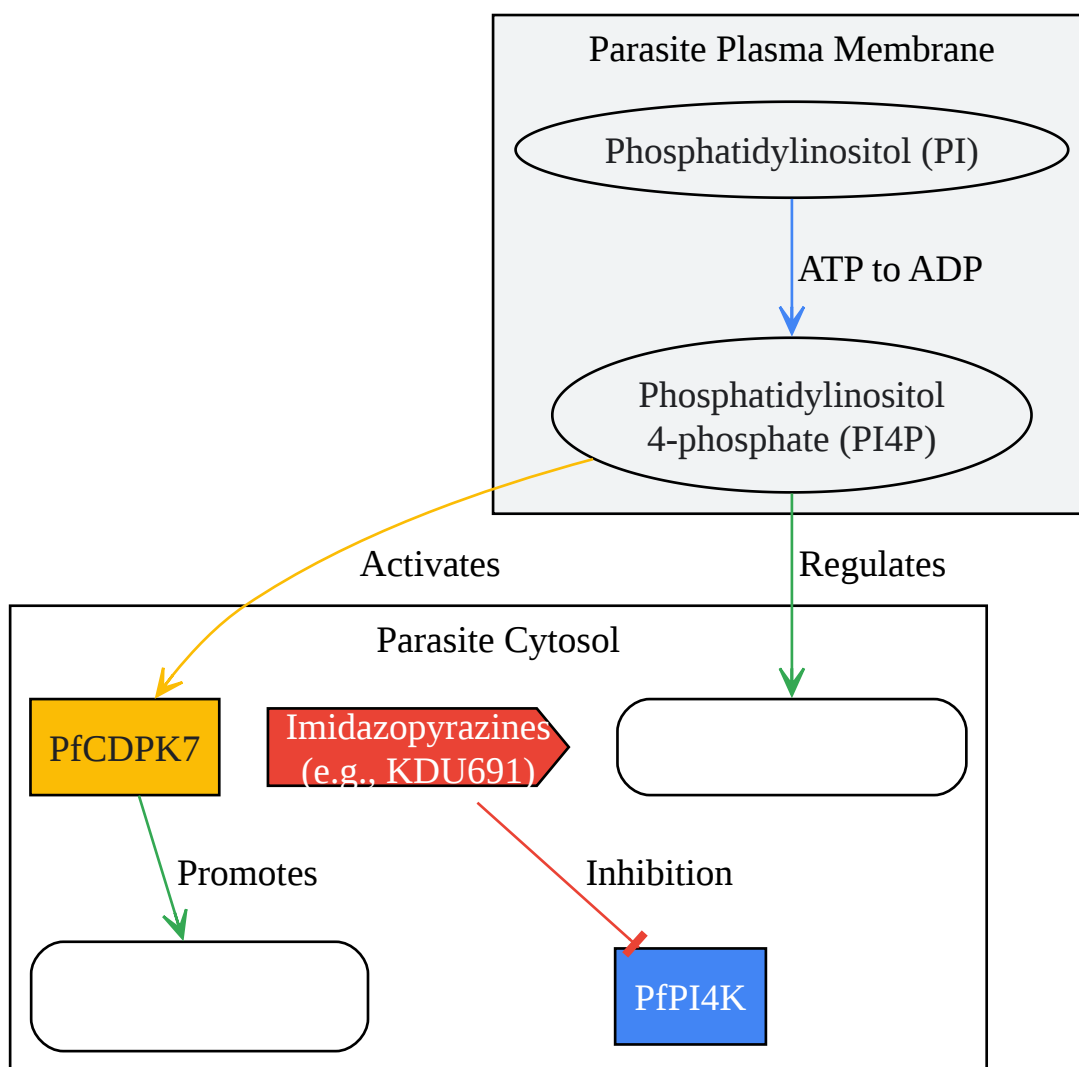 Parasite Plasma Membrane
Phosphatidylinositol (PI)
ATP to ADP
Phosphatidylinositol
4-phosphate (PI4P)
Activates
Regulates
Parasite Cytosol
PfCDPK7
Imidazopyrazines
(e.g., KDU691)
Promotes
Inhibition
PfPI4K